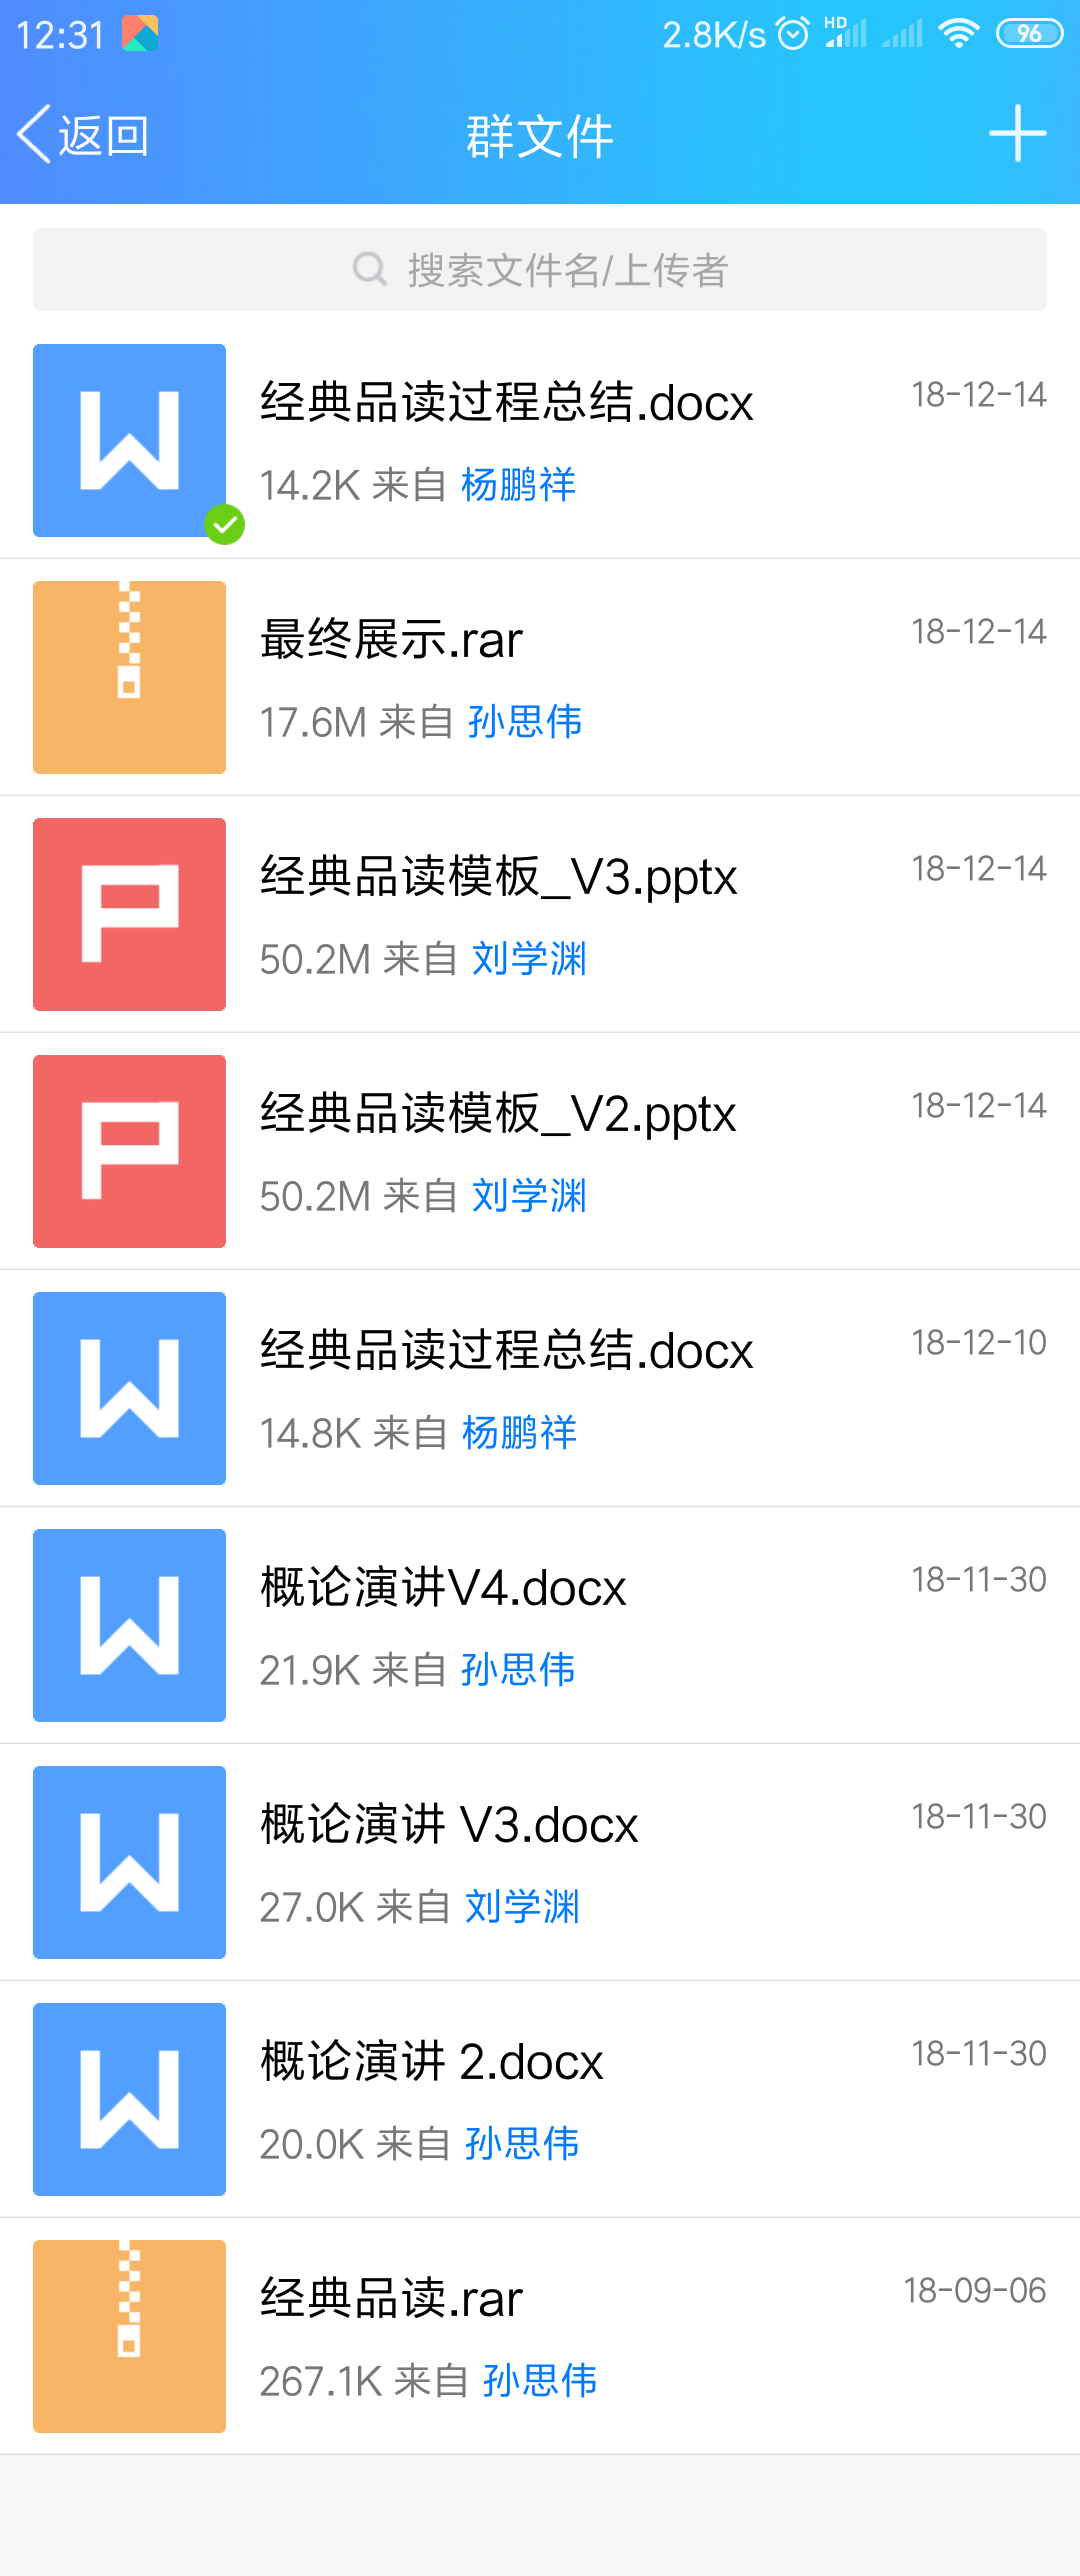 12:31 2.8K/s HD 96
返回 群文件
搜索文件名/上传者
经典品读过程总结.docx 18-12-14
14.2K 来自 杨鹏祥
最终展示.rar 18-12-14
17.6M 来自 孙思伟
经典品读模板_V3.pptx 18-12-14
50.2M 来自 刘学渊
经典品读模板_V2.pptx 18-12-14
50.2M 来自 刘学渊
经典品读过程总结.docx 18-12-10
14.8K 来自 杨鹏祥
概论演讲V4.docx 18-11-30
21.9K 来自 孙思伟
概论演讲 V3.docx 18-11-30
27.0K 来自 刘学渊
概论演讲 2.docx 18-11-30
20.0K 来自 孙思伟
经典品读.rar 18-09-06
267.1K 来自 孙思伟